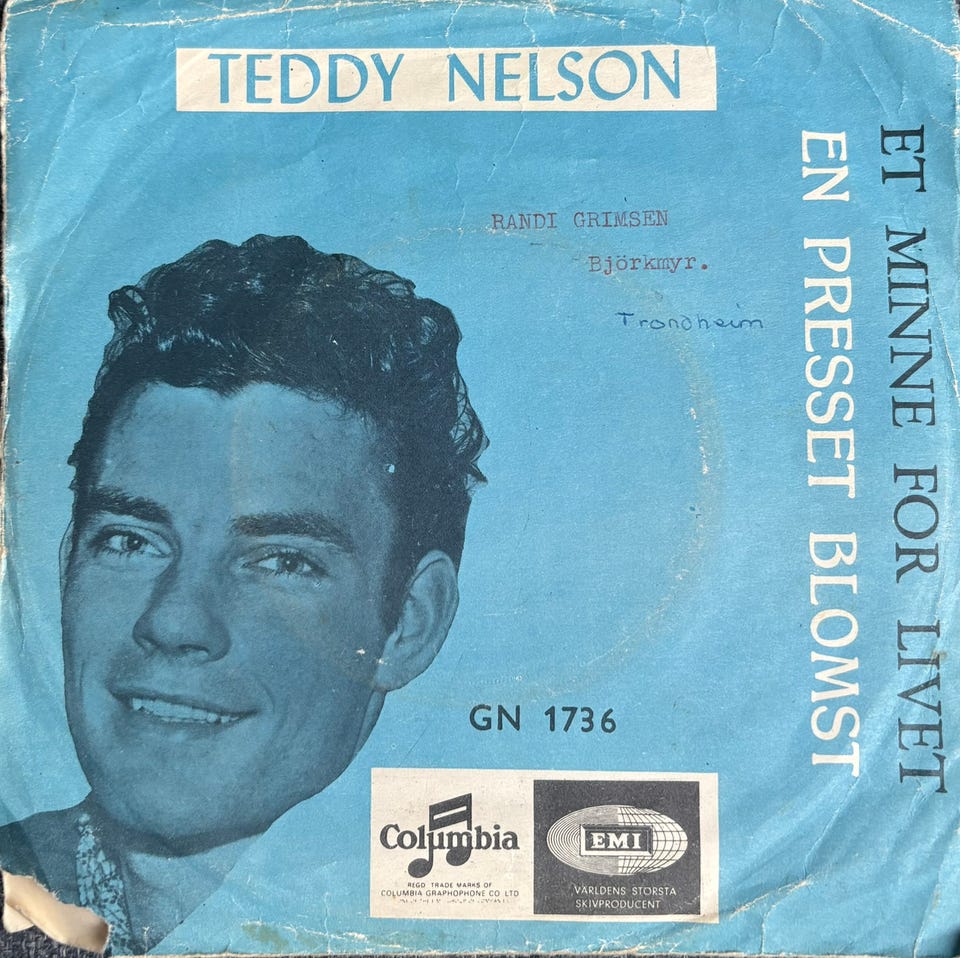 TEDDY NELSON
ET MINNE FOR LIVET
EN PRESSET BLOMST
RANDI GRIMSEN
Björkmyr.
Trondheim
GN 1736
Columbia
REGD TRADE MARKS OF
COLUMBIA GRAPHOPHONE CO LTD
EMI
VÄRLDENS STÖRSTA
SKIVPRODUCENT